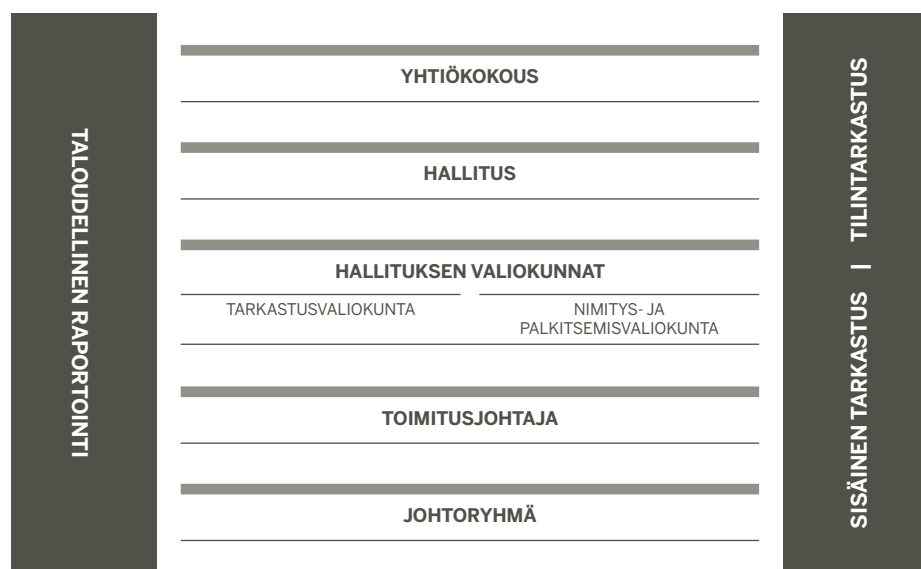 TALOUDELLINEN RAPORTOINTI
YHTIÖKOKOUS
HALLITUS
HALLITUKSEN VALIOKUNNAT
TARKASTUSVALIOKUNTA
NIMITYS- JA
PALKITSEMISVALIOKUNTA
TOIMITUSJOHTAJA
JOHTORYHMÄ
SISÄINEN TARKASTUS | TILINTARKASTUS